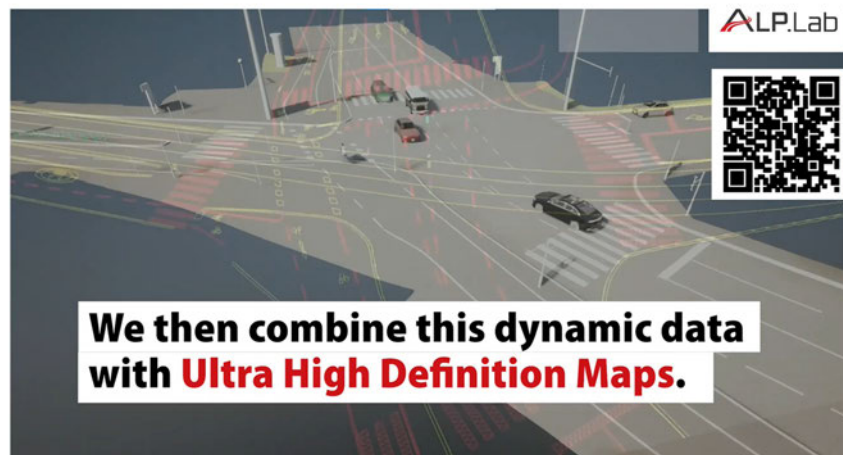 ALP.Lab
We then combine this dynamic data
with Ultra High Definition Maps.